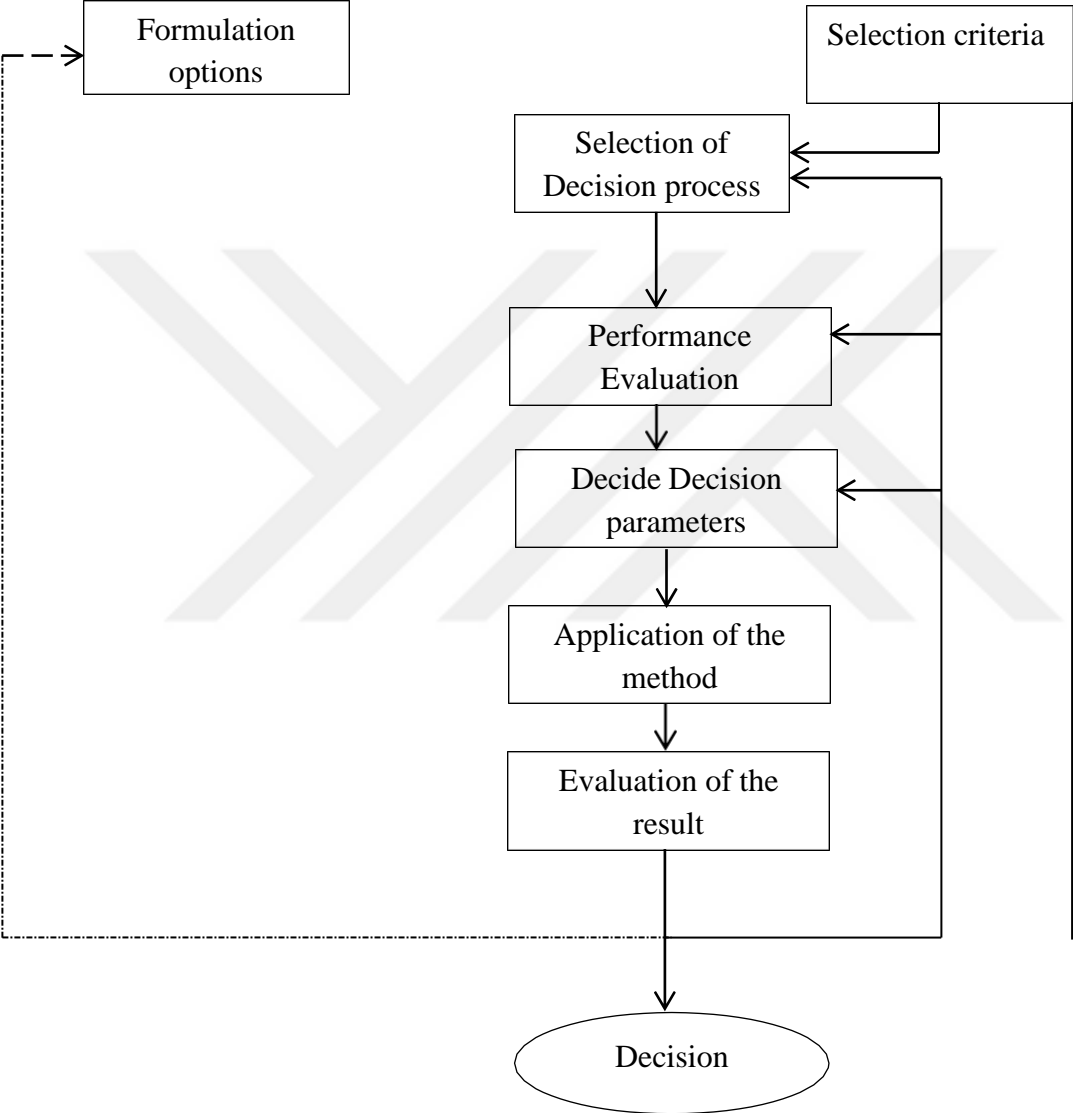 Formulation
options
Selection criteria
Selection of
Decision process
Performance
Evaluation
Decide Decision
parameters
Application of the
method
Evaluation of the
result
Decision